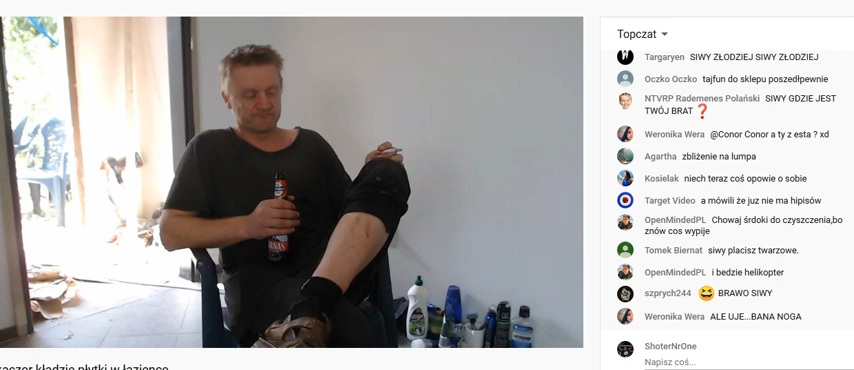 Topczat
Targaryen SIWY ZŁODZIEJ SIWY ZŁODZIEJ
Oczko Oczko tajfun do sklepu poszedłpewnie
NTVRP Rademenes Polański SIWY GDZIE JEST
TWÓJ BRAT ❓
Weronika Wera @Conor Conor a ty z esta ? xd
Agartha zbliżenie na lumpa
Kosielak niech teraz coś opowie o sobie
Target Video a mówili że juz nie ma hipisów
OpenMindedPL Chowaj śrdoki do czyszczenia,bo
znów cos wypije
Tomek Biernat siwy placisz twarzowe.
OpenMindedPL i bedzie helikopter
szprych244 😆 BRAWO SIWY
Weronika Wera ALE UJE...BANA NOGA
ShoterNrOne
Napisz coś...
kładzie płytki w łazience